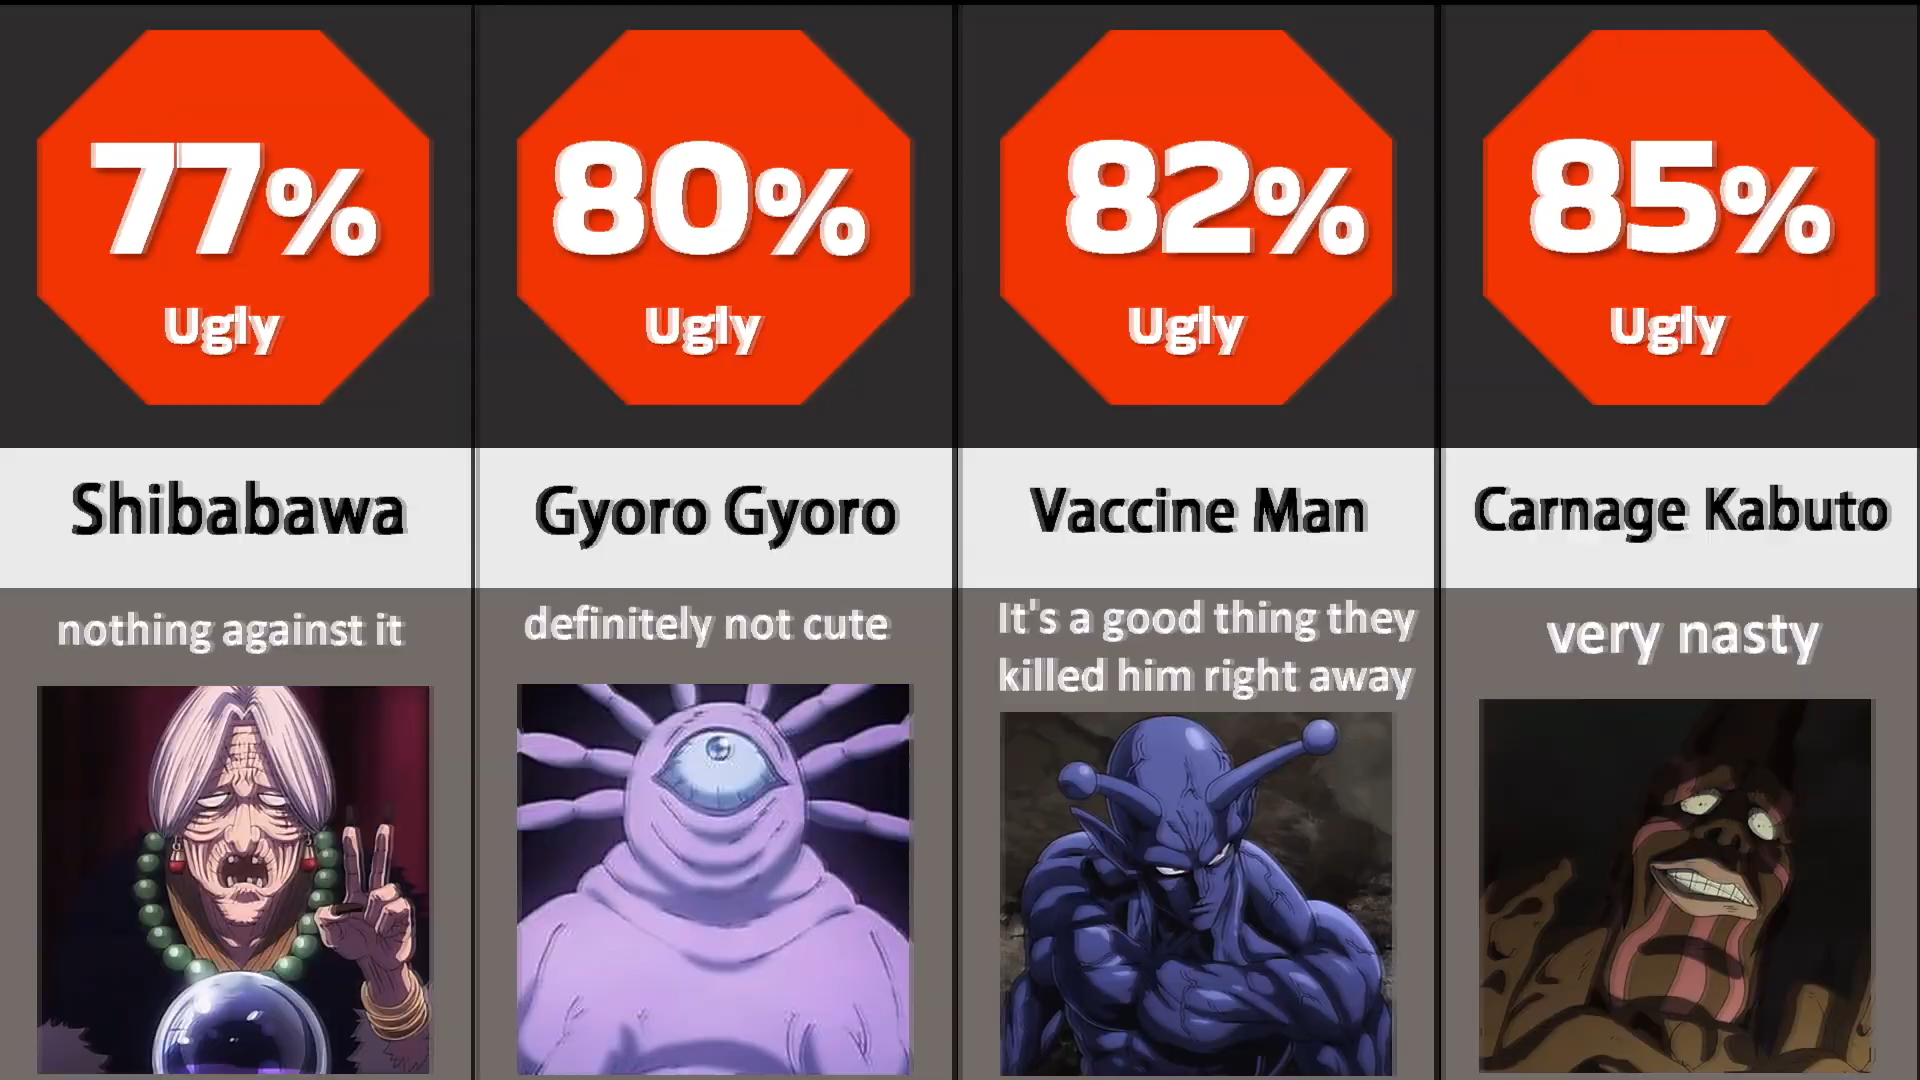 77%
Ugly
Shibabawa
nothing against it
80%
Ugly
Gyoro Gyoro
definitely not cute
82%
Ugly
Vaccine Man
It's a good thing they
killed him right away
85%
Ugly
Carnage Kabuto
very nasty